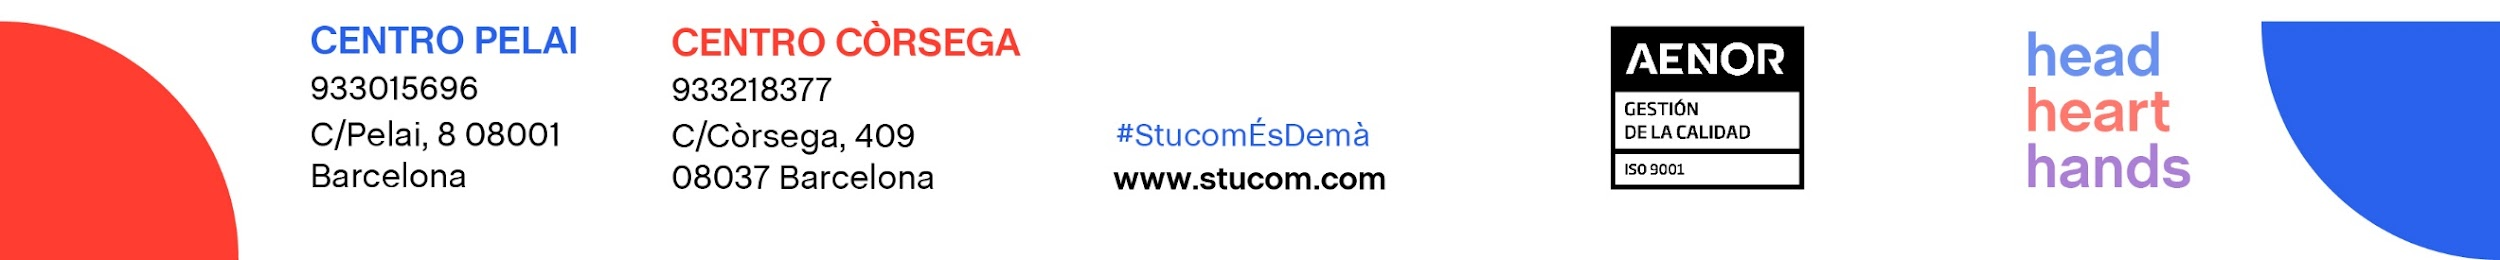 CENTRO PELAI
933015696
C/Pelai, 8 08001
Barcelona
CENTRO CÒRSEGA
933218377
C/Còrsega, 409
08037 Barcelona
#StucomÉsDemà
www.stucom.com
AENOR
GESTIÓN
DE LA CALIDAD
ISO 9001
head
heart
hands